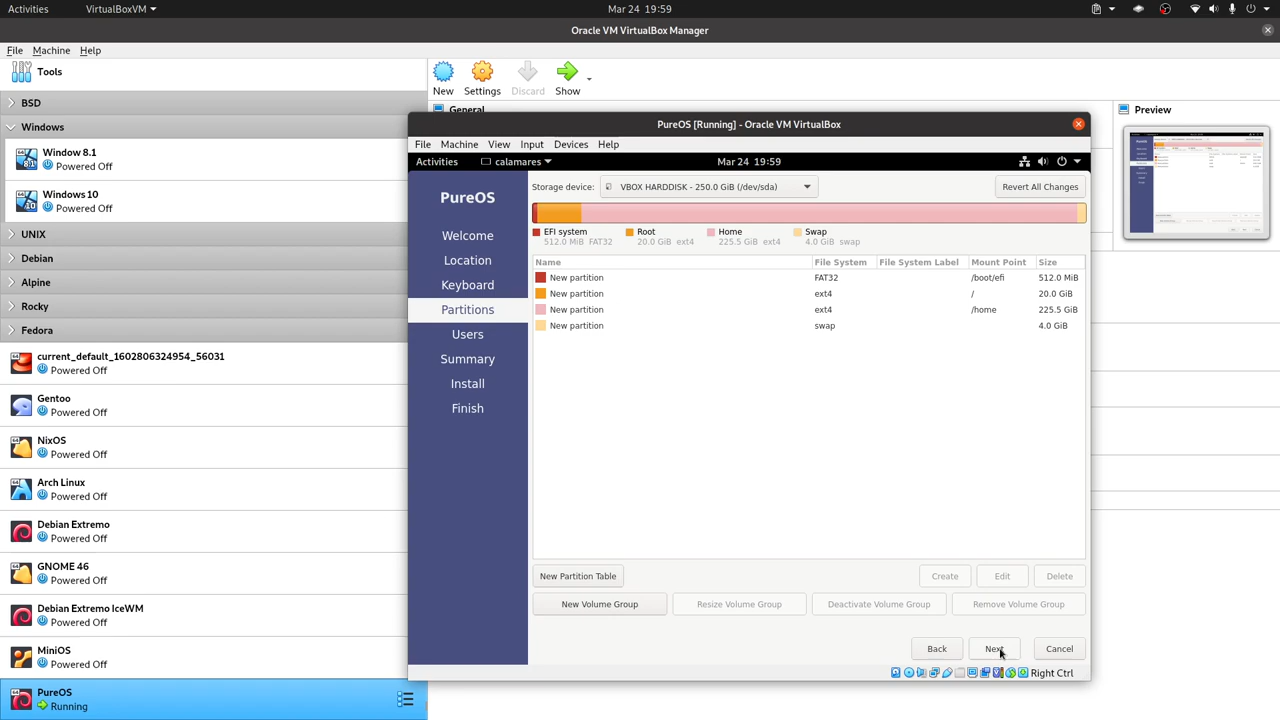 Activities VirtualBoxVM Mar 24 19:59
Oracle VM VirtualBox Manager
File Machine Help
Tools
New Settings Discard Show
BSD
Windows
Window 8.1
Powered Off
Windows 10
Powered Off
UNIX
Debian
Alpine
Rocky
Fedora
current_default_1602806324954_56031
Powered Off
Gentoo
Powered Off
NixOS
Powered Off
Arch Linux
Powered Off
Debian Extremo
Powered Off
GNOME 46
Powered Off
Debian Extremo IceWM
Powered Off
MiniOS
Powered Off
PureOS
Running
General
Preview
PureOS [Running] - Oracle VM VirtualBox
File Machine View Input Devices Help
Activities calamares Mar 24 19:59
PureOS
Welcome
Location
Keyboard
Partitions
Users
Summary
Install
Finish
Storage device: VBOX HARDDISK - 250.0 GiB (/dev/sda) Revert All Changes
EFI system Root Home Swap
512.0 MiB FAT32 20.0 GiB ext4 225.5 GiB ext4 4.0 GiB swap
Name File System File System Label Mount Point Size
New partition FAT32 /boot/efi 512.0 MiB
New partition ext4 / 20.0 GiB
New partition ext4 /home 225.5 GiB
New partition swap 4.0 GiB
New Partition Table Create Edit Delete
New Volume Group Resize Volume Group Deactivate Volume Group Remove Volume Group
Back Next Cancel
Right Ctrl